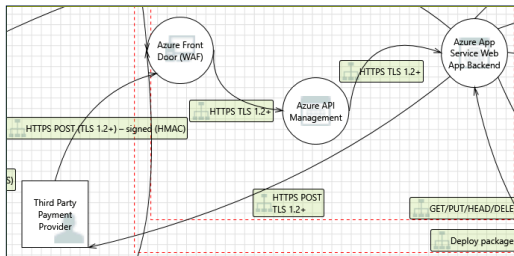 Azure Front
Door (WAF)
Azure App
Service Web
App Backend
HTTPS TLS 1.2+
HTTPS TLS 1.2+
Azure API
Management
HTTPS POST (TLS 1.2+) – signed (HMAC)
S)
Third Party
Payment
Provider
HTTPS POST
TLS 1.2+
GET/PUT/HEAD/DELE
Deploy package